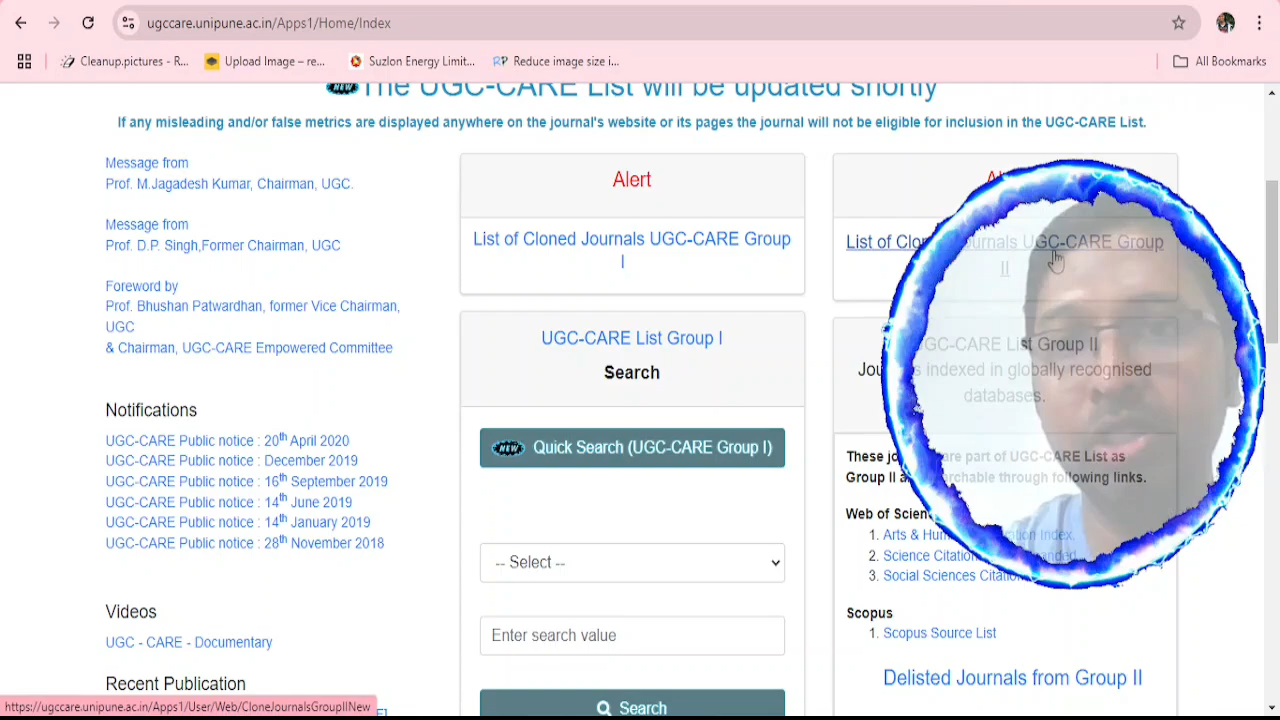 ugccare.unipune.ac.in/Apps1/Home/Index
Cleanup.pictures - R...
Upload Image – re...
Suzlon Energy Limit...
Reduce image size i...
All Bookmarks
NEW The UGC-CARE List will be updated shortly
If any misleading and/or false metrics are displayed anywhere on the journal's website or its pages the journal will not be eligible for inclusion in the UGC-CARE List.
Message from
Prof. M.Jagadesh Kumar, Chairman, UGC.
Message from
Prof. D.P. Singh,Former Chairman, UGC
Foreword by
Prof. Bhushan Patwardhan, former Vice Chairman,
UGC
& Chairman, UGC-CARE Empowered Committee
Notifications
UGC-CARE Public notice : 20th April 2020
UGC-CARE Public notice : December 2019
UGC-CARE Public notice : 16th September 2019
UGC-CARE Public notice : 14th June 2019
UGC-CARE Public notice : 14th January 2019
UGC-CARE Public notice : 28th November 2018
Videos
UGC - CARE - Documentary
Recent Publication
Alert
List of Cloned Journals UGC-CARE Group
I
UGC-CARE List Group I
Search
NEW Quick Search (UGC-CARE Group I)
-- Select --
Enter search value
Search
List of Journals UGC-CARE Group
II
UGC-CARE List Group II
indexed in globally recognised
databases.
These are part of UGC-CARE List as
Group II searchable through following links.
Web of
1. Arts & Index.
2. Science
3. Social Sciences
Scopus
1. Scopus Source List
Delisted Journals from Group II
https://ugccare.unipune.ac.in/Apps1/User/Web/CloneJournalsGroupIINew